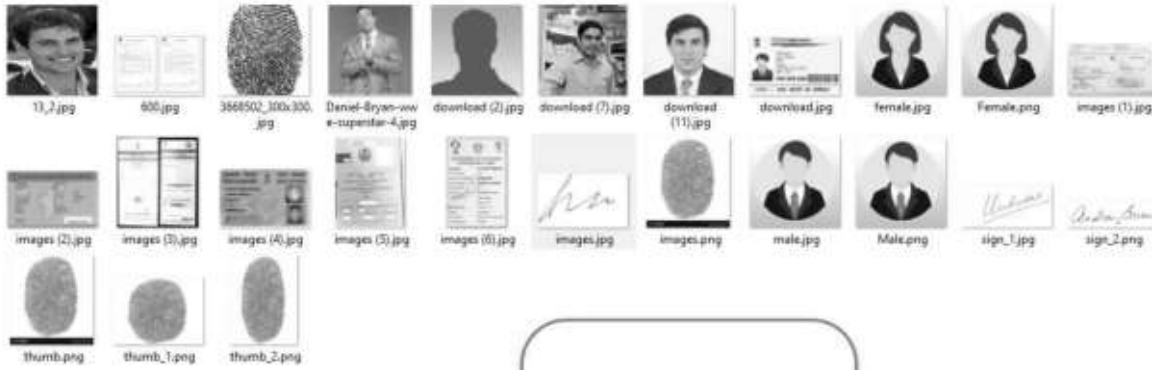 13_2.jpg 600.jpg 3668502_300x300.jpg Daniel-Bryan-wwe-superstar-4.jpg download (2).jpg download (7).jpg download (11).jpg download.jpg female.jpg Female.png images (1).jpg
images (2).jpg images (3).jpg images (4).jpg images (5).jpg images (6).jpg images.jpg images.png male.jpg Male.png sign_1.jpg sign_2.png
thumb.png thumb_1.png thumb_2.png